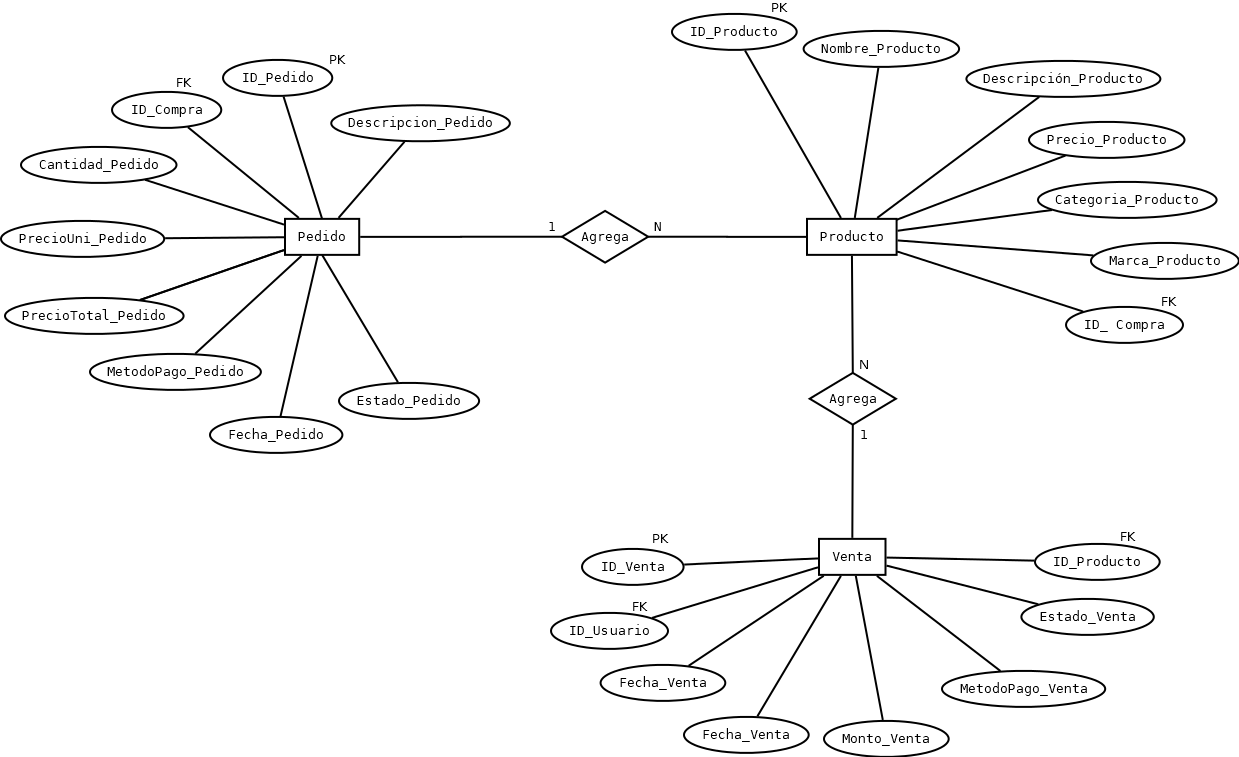 PK
ID_Producto
Nombre_Producto
PK
ID_Pedido
Descripción_Producto
FK
ID_Compra
Descripcion_Pedido
Precio_Producto
Cantidad_Pedido
Categoria_Producto
PrecioUni_Pedido
Pedido
1
Agrega
N
Producto
Marca_Producto
PrecioTotal_Pedido
FK
ID_ Compra
MetodoPago_Pedido
N
Agrega
Estado_Pedido
Fecha_Pedido
1
PK
ID_Venta
Venta
FK
ID_Producto
FK
ID_Usuario
Estado_Venta
Fecha_Venta
MetodoPago_Venta
Fecha_Venta
Monto_Venta